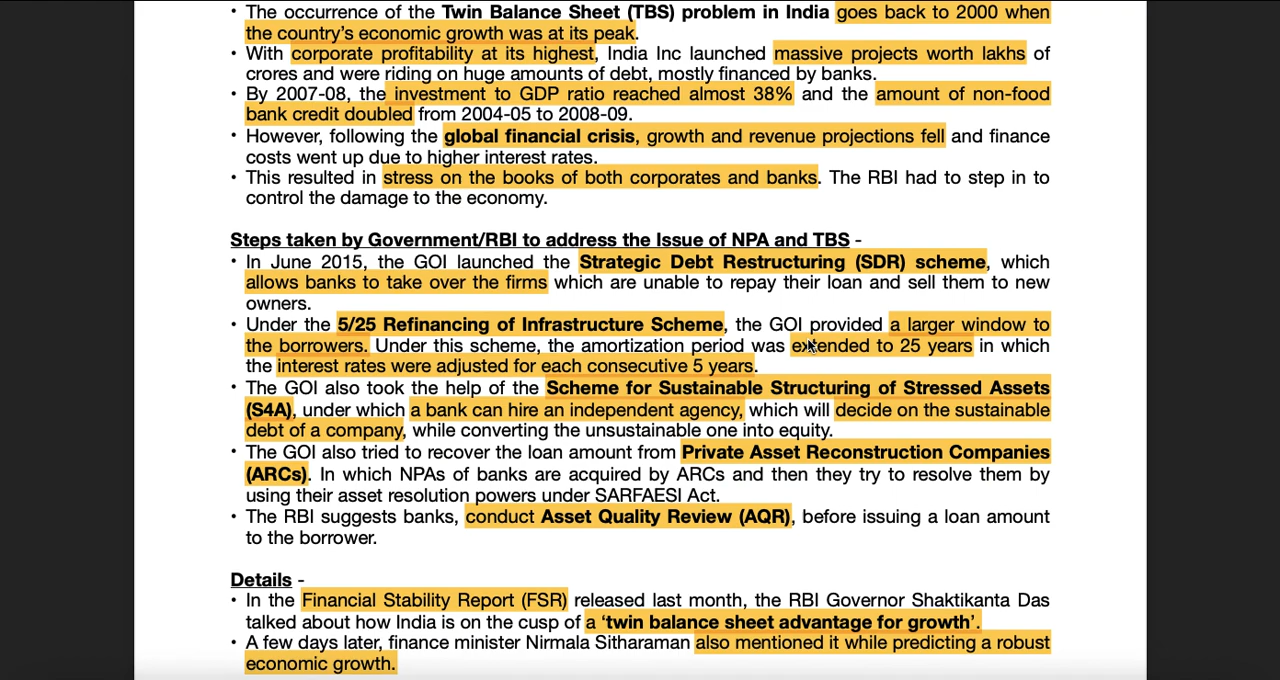 • The occurrence of the Twin Balance Sheet (TBS) problem in India goes back to 2000 when
the country's economic growth was at its peak.
• With corporate profitability at its highest, India Inc launched massive projects worth lakhs of
crores and were riding on huge amounts of debt, mostly financed by banks.
• By 2007-08, the investment to GDP ratio reached almost 38% and the amount of non-food
bank credit doubled from 2004-05 to 2008-09.
• However, following the global financial crisis, growth and revenue projections fell and finance
costs went up due to higher interest rates.
• This resulted in stress on the books of both corporates and banks. The RBI had to step in to
control the damage to the economy.
Steps taken by Government/RBI to address the Issue of NPA and TBS -
• In June 2015, the GOI launched the Strategic Debt Restructuring (SDR) scheme, which
allows banks to take over the firms which are unable to repay their loan and sell them to new
owners.
• Under the 5/25 Refinancing of Infrastructure Scheme, the GOI provided a larger window to
the borrowers. Under this scheme, the amortization period was extended to 25 years in which
the interest rates were adjusted for each consecutive 5 years.
• The GOI also took the help of the Scheme for Sustainable Structuring of Stressed Assets
(S4A), under which a bank can hire an independent agency, which will decide on the sustainable
debt of a company, while converting the unsustainable one into equity.
• The GOI also tried to recover the loan amount from Private Asset Reconstruction Companies
(ARCs). In which NPAs of banks are acquired by ARCs and then they try to resolve them by
using their asset resolution powers under SARFAESI Act.
• The RBI suggests banks, conduct Asset Quality Review (AQR), before issuing a loan amount
to the borrower.
Details -
• In the Financial Stability Report (FSR) released last month, the RBI Governor Shaktikanta Das
talked about how India is on the cusp of a 'twin balance sheet advantage for growth'.
• A few days later, finance minister Nirmala Sitharaman also mentioned it while predicting a robust
economic growth.